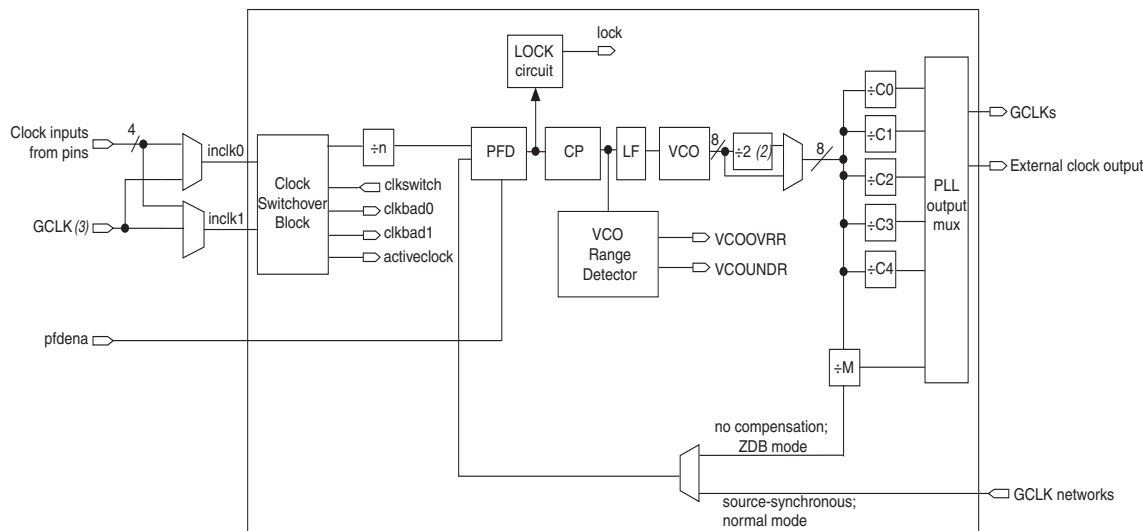 lock
LOCK
circuit
÷C0
4
Clock inputs
from pins
inclk0
÷n
PFD
CP
LF
VCO
8
÷2 (2)
8
÷C1
GCLKs
Clock
Switchover
Block
clkswitch
÷C2
PLL
output
mux
External clock output
GCLK (3)
inclk1
clkbad0
clkbad1
activeclock
VCO
Range
Detector
VCOOVRR
VCOUNDR
÷C3
÷C4
pfdena
÷M
no compensation;
ZDB mode
source-synchronous;
normal mode
GCLK networks